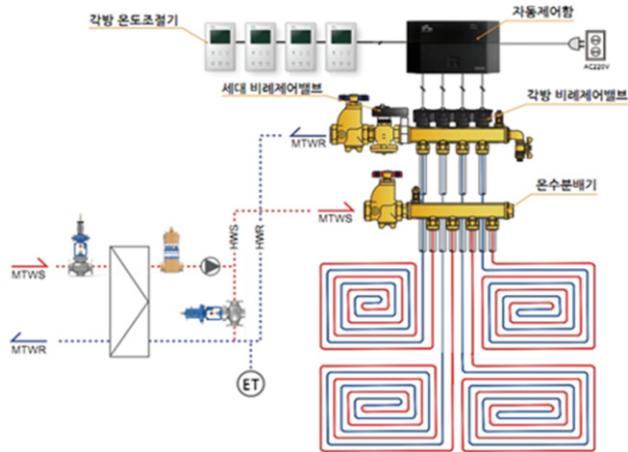 각방 온도조절기
자동제어함
AC220V
세대 비례제어밸브
각방 비례제어밸브
MTWR
온수분배기
MTWS
HWS
HWR
MTWS
MTWR
ET